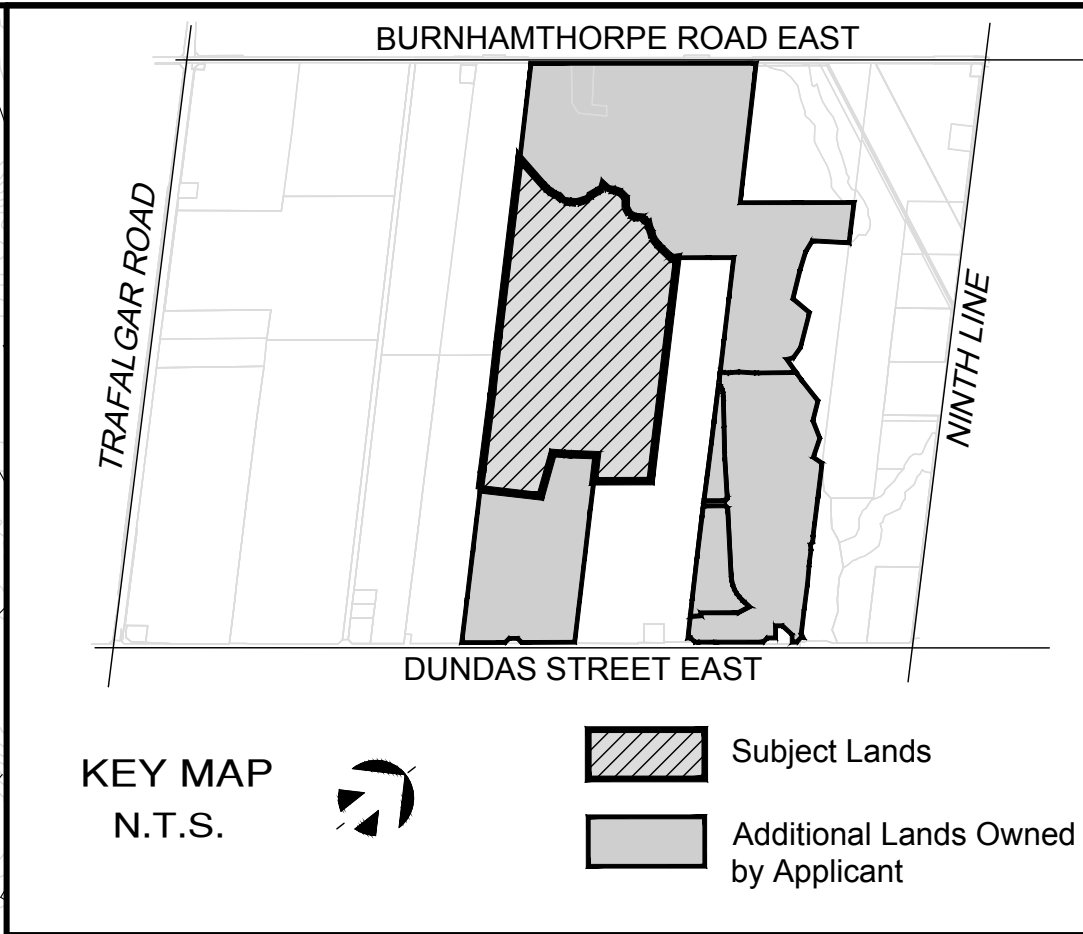 BURNHAMTHORPE ROAD EAST
TRAFALGAR ROAD
NINTH LINE
DUNDAS STREET EAST
KEY MAP
N.T.S.
Subject Lands
Additional Lands Owned
by Applicant